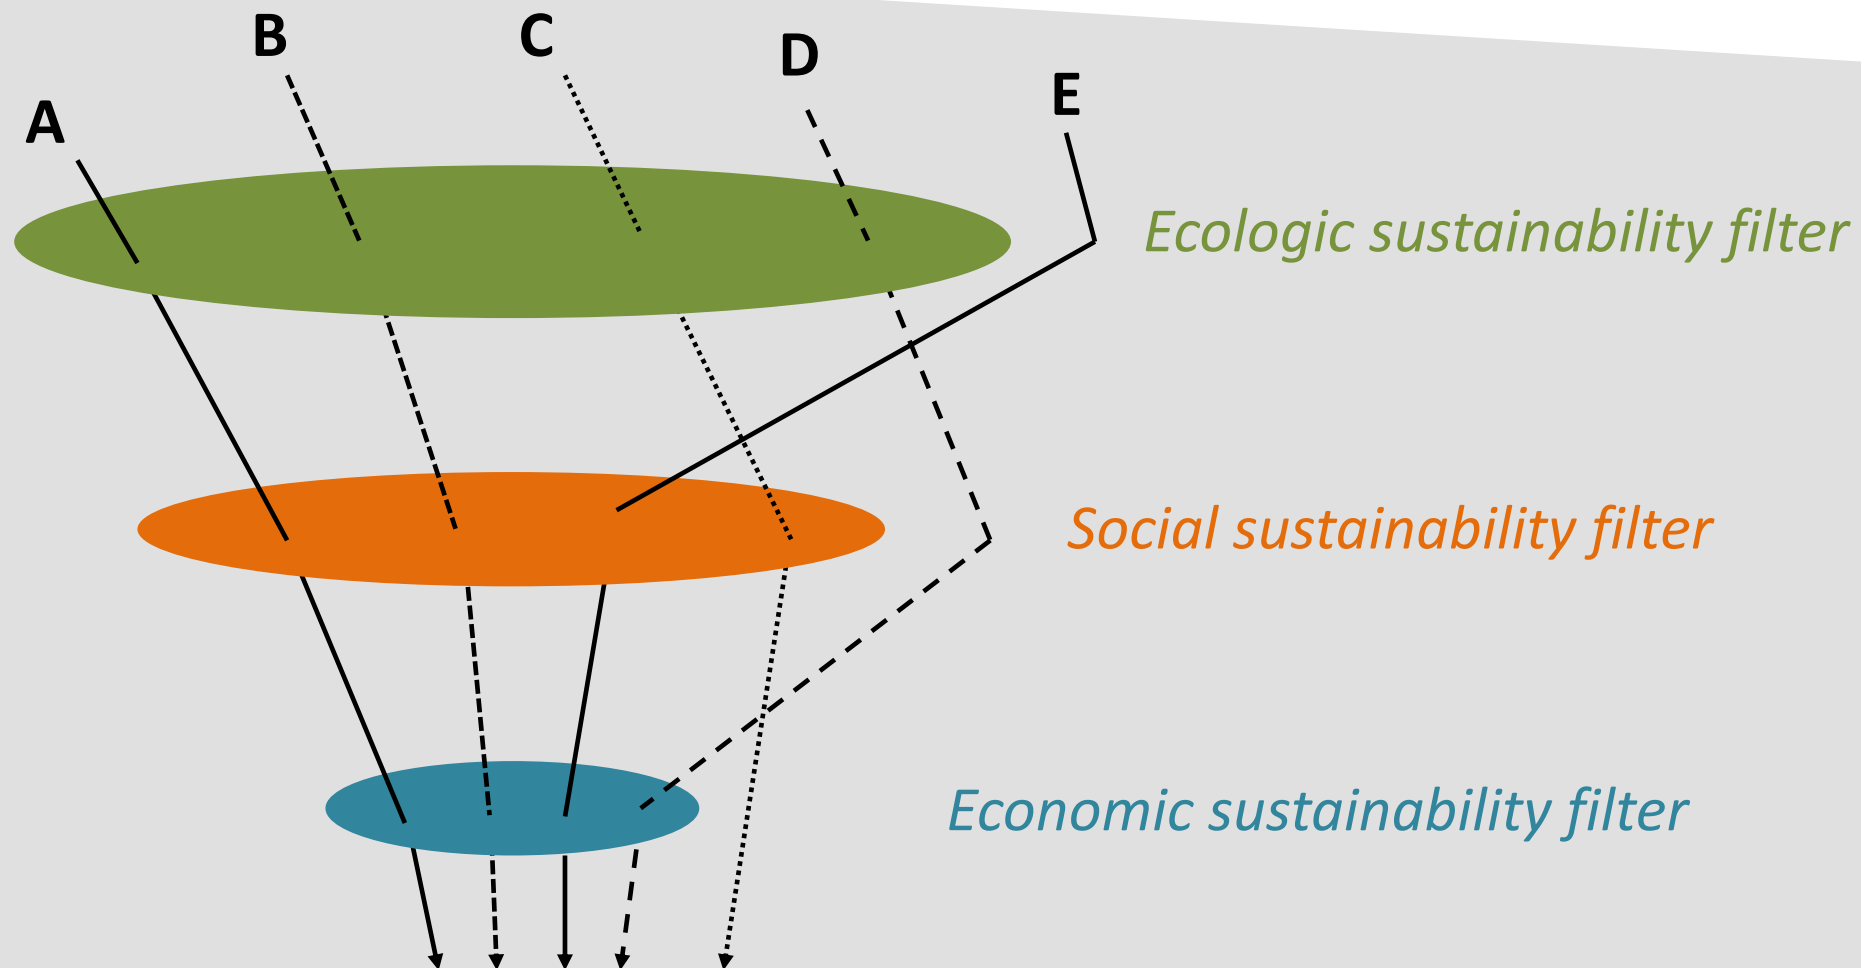 A
B
C
D
E
Ecologic sustainability filter
Social sustainability filter
Economic sustainability filter